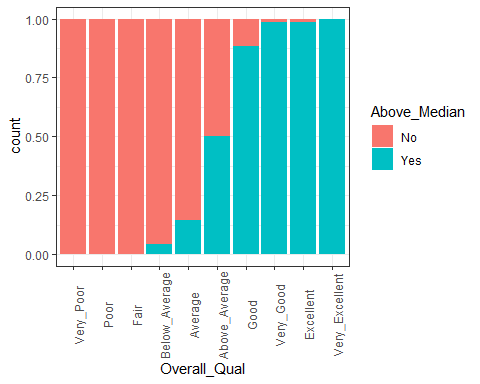 1.00
0.75
0.50
0.25
0.00
count
Very_Poor
Poor
Fair
Below_Average
Average
Above_Average
Good
Very_Good
Excellent
Very_Excellent
Overall_Qual
Above_Median
No
Yes